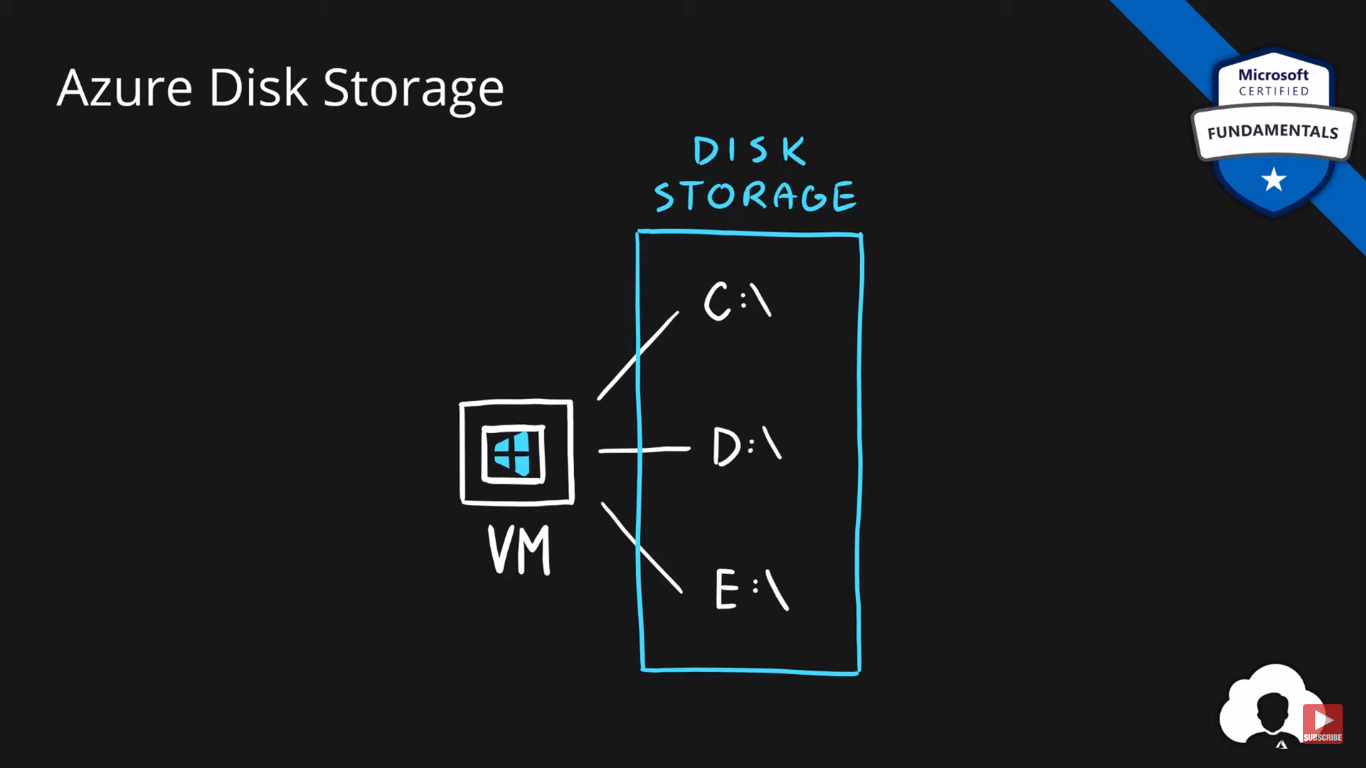 Azure Disk Storage
Microsoft
CERTIFIED
FUNDAMENTALS
DISK
STORAGE
C:\
D:\
E:\
VM
SUBSCRIBE